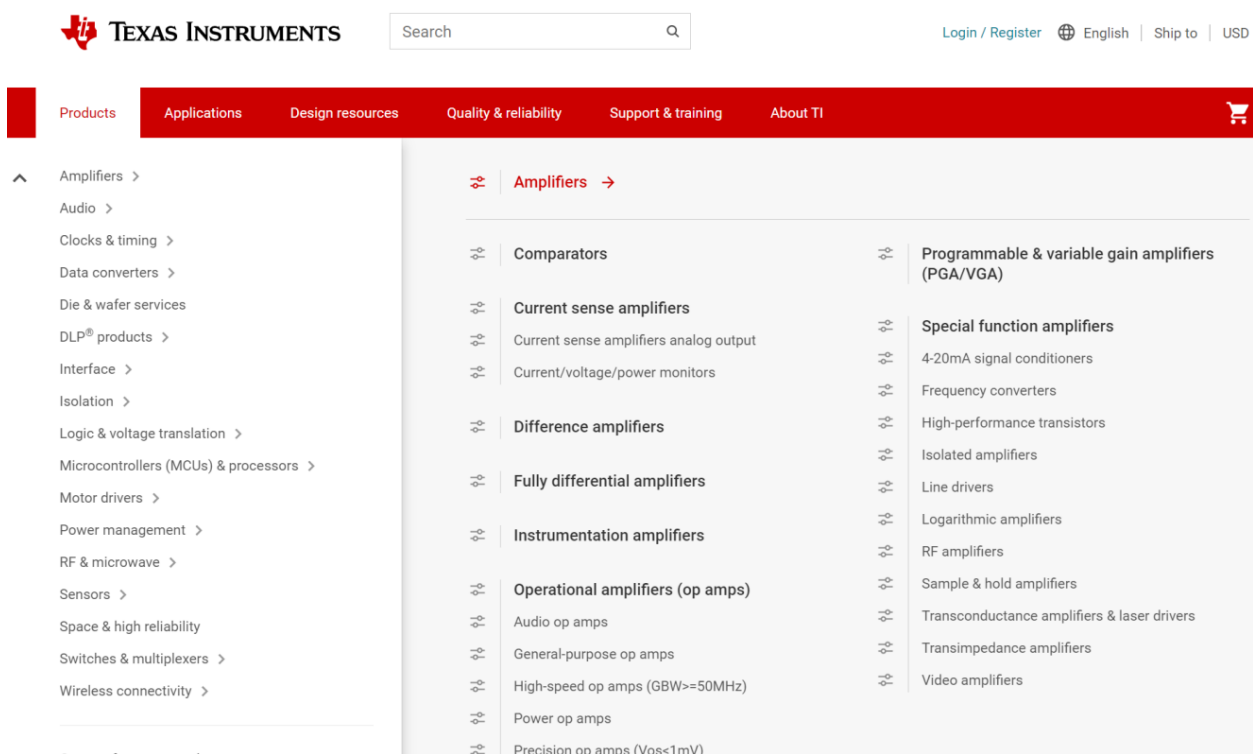 TEXAS INSTRUMENTS
Search
Login / Register English Ship to USD
Products Applications Design resources Quality & reliability Support & training About TI
Amplifiers
Audio
Clocks & timing
Data converters
Die & wafer services
DLP® products
Interface
Isolation
Logic & voltage translation
Microcontrollers (MCUs) & processors
Motor drivers
Power management
RF & microwave
Sensors
Space & high reliability
Switches & multiplexers
Wireless connectivity
Amplifiers
Comparators
Current sense amplifiers
Current sense amplifiers analog output
Current/voltage/power monitors
Difference amplifiers
Fully differential amplifiers
Instrumentation amplifiers
Operational amplifiers (op amps)
Audio op amps
General-purpose op amps
High-speed op amps (GBW>=50MHz)
Power op amps
Precision op amps (Vos<1mV)
Programmable & variable gain amplifiers
(PGA/VGA)
Special function amplifiers
4-20mA signal conditioners
Frequency converters
High-performance transistors
Isolated amplifiers
Line drivers
Logarithmic amplifiers
RF amplifiers
Sample & hold amplifiers
Transconductance amplifiers & laser drivers
Transimpedance amplifiers
Video amplifiers